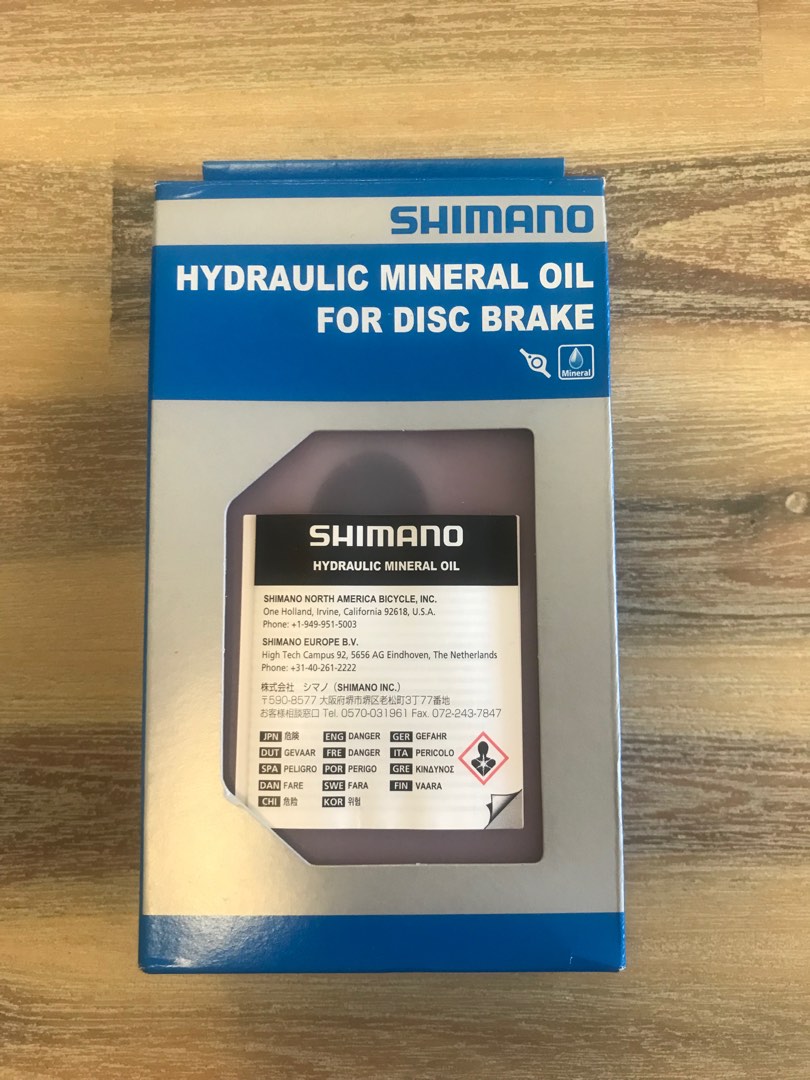 SHIMANO
HYDRAULIC MINERAL OIL
FOR DISC BRAKE
Mineral
SHIMANO
HYDRAULIC MINERAL OIL
SHIMANO NORTH AMERICA BICYCLE, INC.
One Holland, Irvine, California 92618, U.S.A.
Phone: +1-949-951-5003
SHIMANO EUROPE B.V.
High Tech Campus 92, 5656 AG Eindhoven, The Netherlands
Phone: +31-40-261-2222
株式会社 シマノ (SHIMANO INC.)
〒590-8577 大阪府堺市堺区老松町3丁77番地
お客様相談窓口 Tel. 0570-031961 Fax. 072-243-7847
JPN 危険 ENG DANGER GER GEFAHR
DUT GEVAAR FRE DANGER ITA PERICOLO
SPA PELIGRO POR PERIGO GRE ΚΙΝΔΥΝΟΣ
DAN FARE SWE FARA FIN VAARA
CHI 危险 KOR 위험